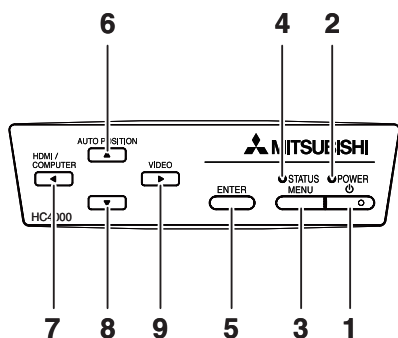 6 4 2
AUTO POSITION
MITSUBISHI
HDMI /
COMPUTER
VIDEO
STATUS POWER
ENTER MENU
HC4000
7 8 9 5 3 1